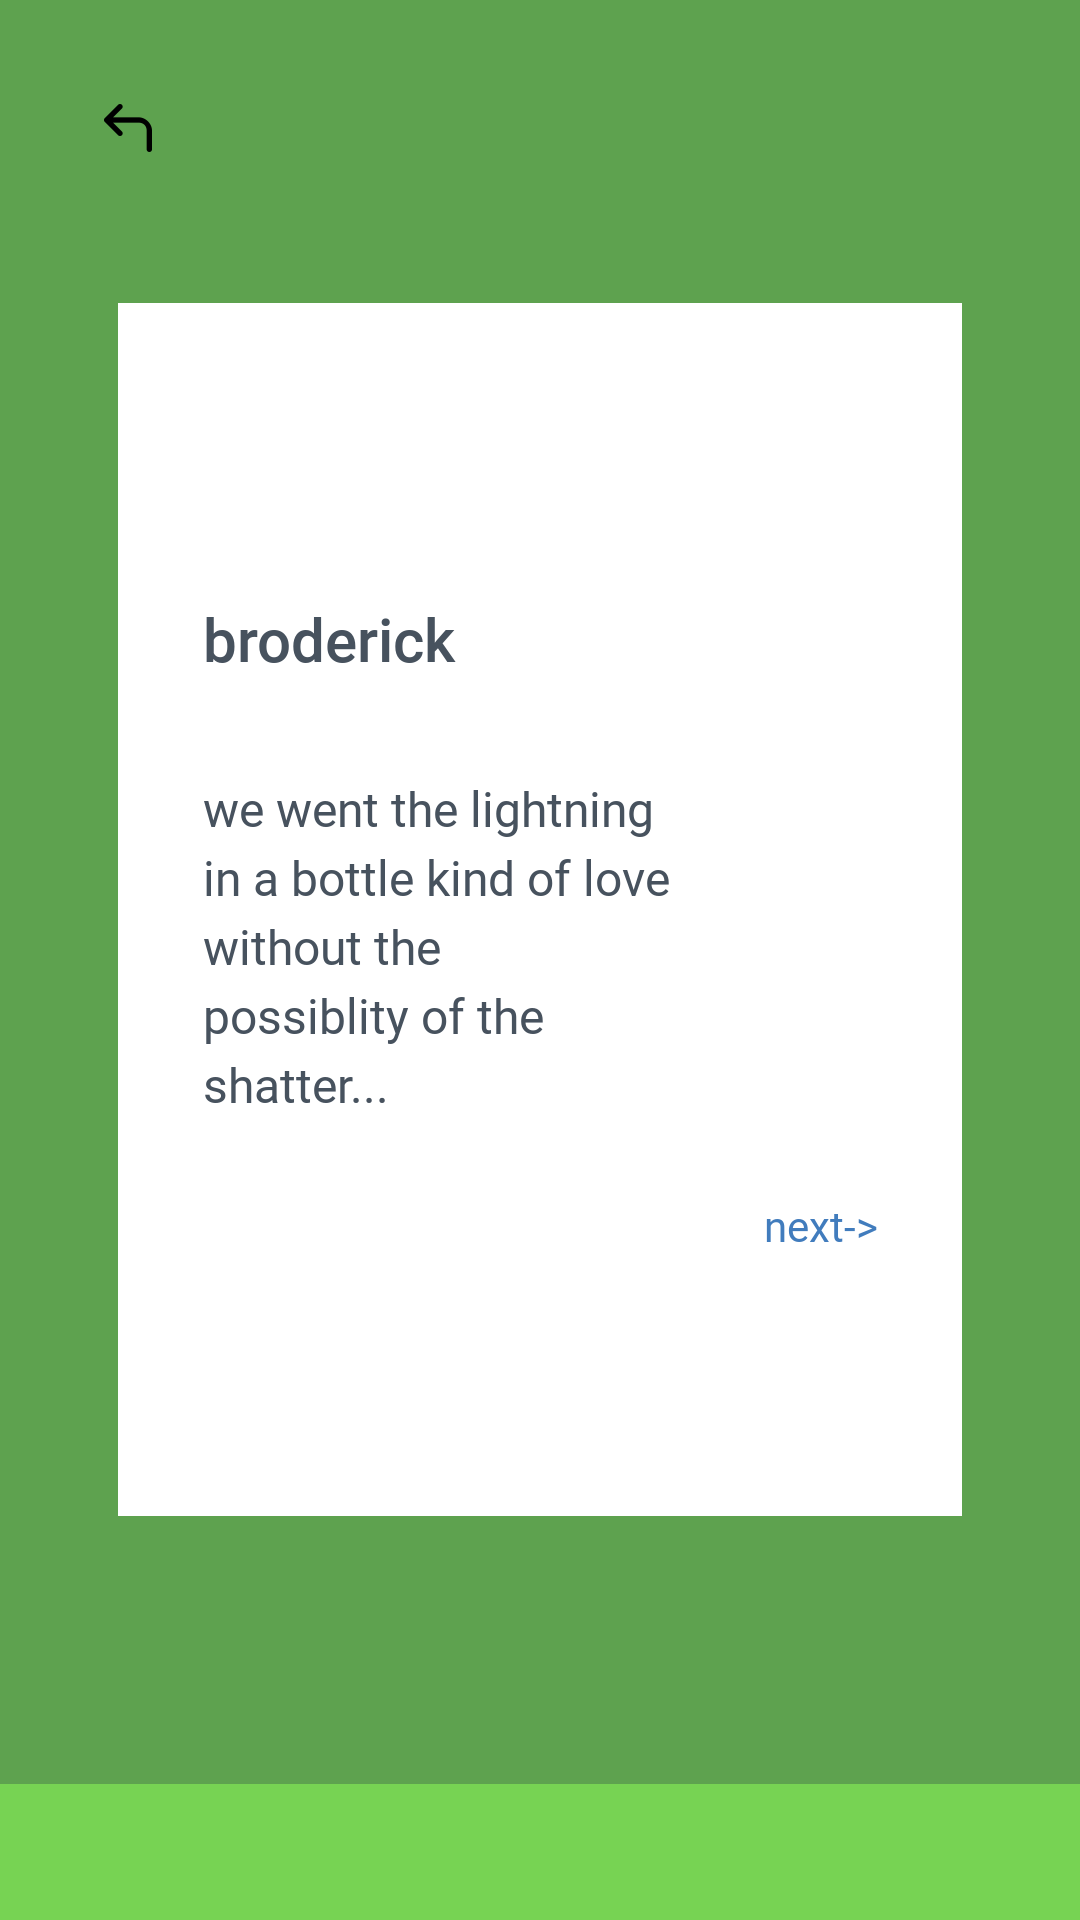 broderick
we went the lightning
in a bottle kind of love
without the
possiblity of the
shatter...
next->